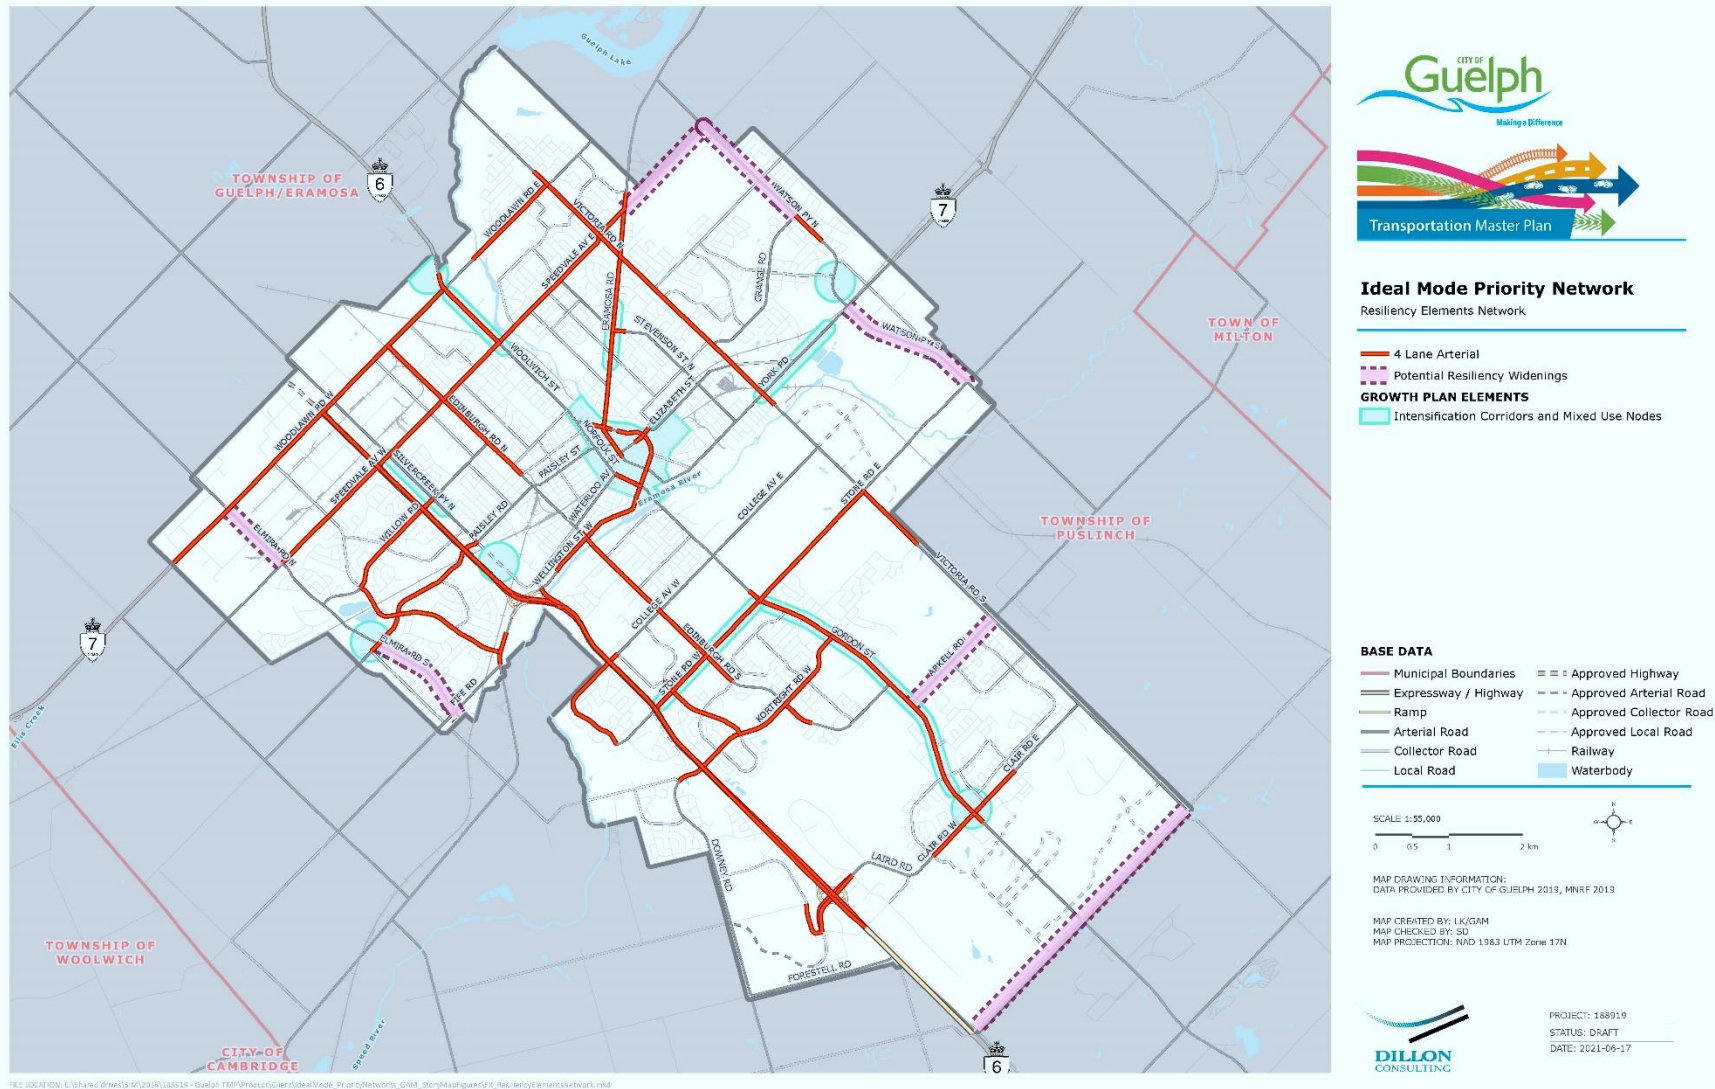 Guelph Lake
CITY OF
Guelph
Making a Difference
Transportation Master Plan
Ideal Mode Priority Network
Resiliency Elements Network
4 Lane Arterial
Potential Resiliency Widenings
GROWTH PLAN ELEMENTS
Intensification Corridors and Mixed Use Nodes
BASE DATA
Municipal Boundaries
Expressway / Highway
Ramp
Arterial Road
Collector Road
Local Road
Approved Highway
Approved Arterial Road
Approved Collector Road
Approved Local Road
Railway
Waterbody
SCALE 1:55,000
0 0.5 1 2 km
N
E
S
W
MAP DRAWING INFORMATION:
DATA PROVIDED BY CITY OF GUELPH 2019, MNRF 2019
MAP CREATED BY: LK/GAM
MAP CHECKED BY: SD
MAP PROJECTION: NAD 1983 UTM Zone 17N
DILLON
CONSULTING
PROJECT: 188919
STATUS: DRAFT
DATE: 2021-06-17
TOWNSHIP OF
GUELPH/ERAMOSA
6
7
TOWN OF
MILTON
TOWNSHIP OF
PUSLINCH
7
TOWNSHIP OF
WOOLWICH
CITY OF
CAMBRIDGE
6
WOODLAWN RD E
VICTORIA RD N
SPEEDVALE AV E
ERAMOSA RD
WATSON PY N
GRANGE RD
WATSON PY S
STEVENSON ST N
YORK RD
ELIZABETH ST
WOOLWICH ST
NORFOLK ST
EDINBURGH RD N
WOODLAWN RD W
SPEEDVALE AV W
SILVERCREEK PY N
PAISLEY ST
WATERLOO AV
Eramosa River
COLLEGE AV E
STONE RD E
WILLOW RD
PAISLEY RD
ELMIRA RD N
WELLINGTON ST W
COLLEGE AV W
VICTORIA RD S
EDINBURGH RD S
GORDON ST
ARKELL RD
STONE RD W
KORTRIGHT RD W
ELMIRA RD S
FIFE RD
Ellis Creek
CLAIR RD E
CLAIR RD W
LAIRD RD
DOWNEY RD
FORESTELL RD
Speed River